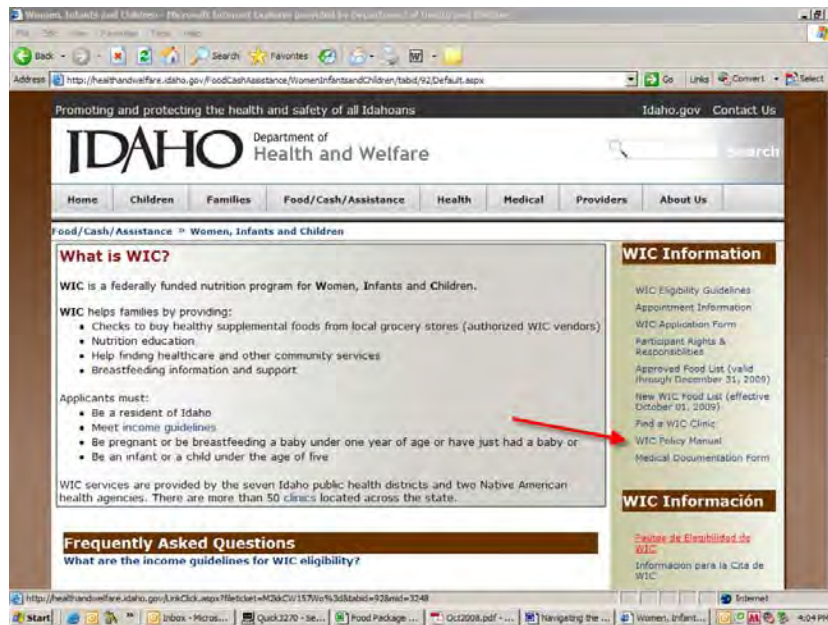 Women, Infants and Children - Microsoft Internet Explorer provided by Department of Health and Welfare
Back
Search
Favorites
Address http://healthandwelfare.idaho.gov/FoodCashAssistance/WomenInfantsandChildren/tabid/92/Default.aspx
Go Links Convert Select
Promoting and protecting the health and safety of all Idahoans
Idaho.gov Contact Us
IDAHO Department of
Health and Welfare
Search
Home Children Families Food/Cash/Assistance Health Medical Providers About Us
Food/Cash/Assistance » Women, Infants and Children
What is WIC?
WIC is a federally funded nutrition program for Women, Infants and Children.
WIC helps families by providing:
• Checks to buy healthy supplemental foods from local grocery stores (authorized WIC vendors)
• Nutrition education
• Help finding healthcare and other community services
• Breastfeeding information and support
Applicants must:
• Be a resident of Idaho
• Meet income guidelines
• Be pregnant or be breastfeeding a baby under one year of age or have just had a baby or
• Be an infant or a child under the age of five
WIC services are provided by the seven Idaho public health districts and two Native American
health agencies. There are more than 50 clinics located across the state.
Frequently Asked Questions
What are the income guidelines for WIC eligibility?
WIC Information
WIC Eligibility Guidelines
Appointment Information
WIC Application Form
Participant Rights &
Responsibilities
Approved Food List (valid
through December 31, 2009)
New WIC Food List (effective
October 01, 2009)
Find a WIC Clinic
WIC Policy Manual
Medical Documentation Form
WIC Información
Pautas de Elegibilidad de
WIC
Informacion para la Cita de
WIC
Internet
Start
Inbox - Micros...
Quick3270 - Se...
Food Package ...
Oct2008.pdf - ...
Navigating the ...
Women, Infant...
4:04 PM